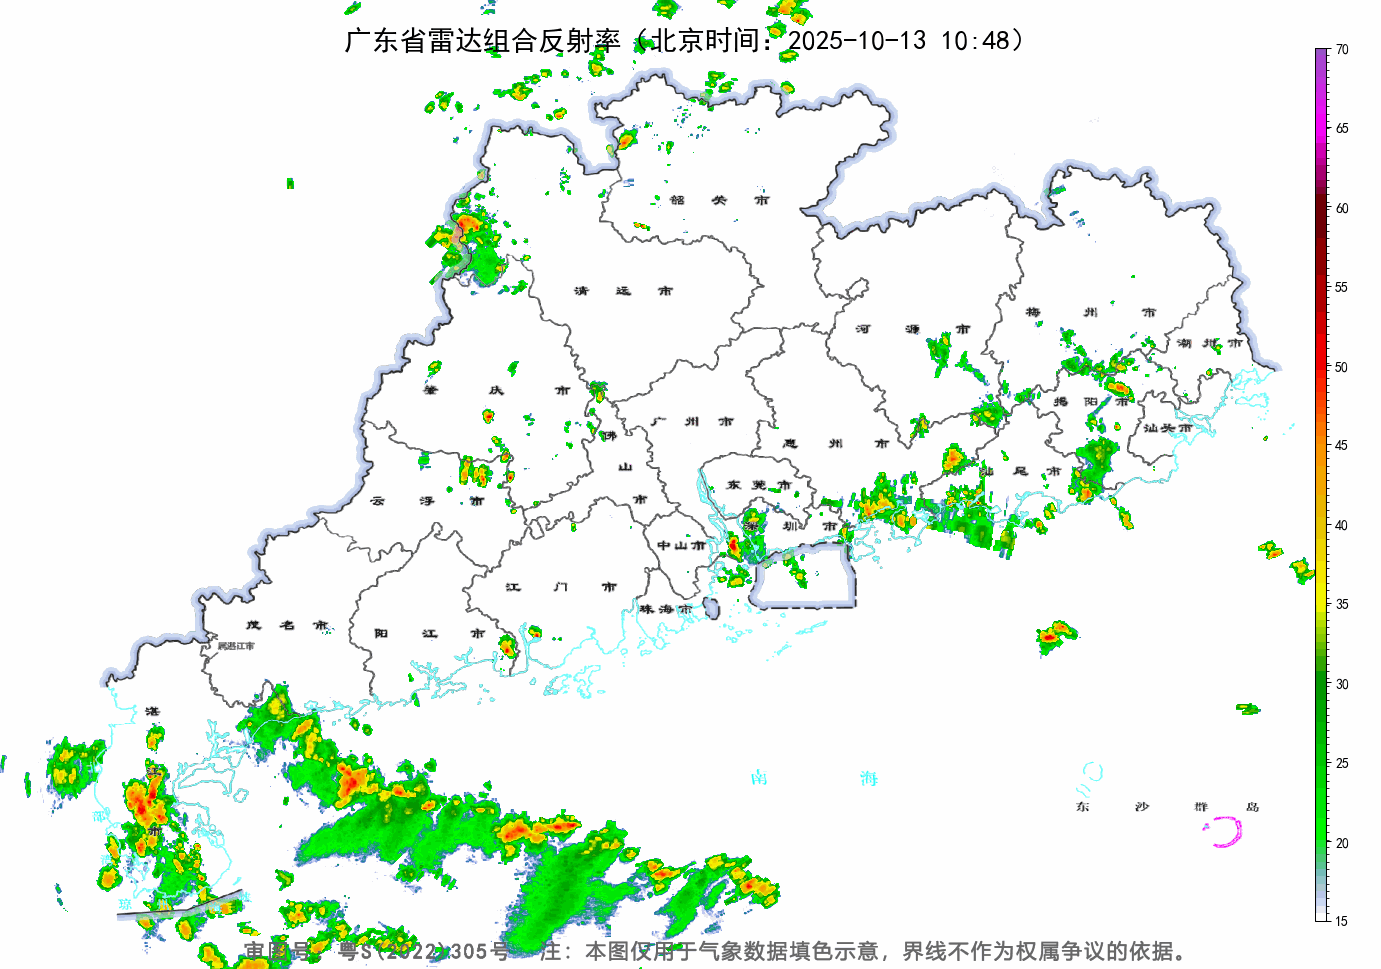 广东省雷达组合反射率（北京时间：2025-10-13 10:48）
70
65
60
55
50
45
40
35
30
25
20
15
韶关市
清远市
河源市
梅州市
潮州市
肇庆市
广州市
惠州市
揭阳市
汕头市
佛山市
云浮市
东莞市
汕尾市
深圳市
中山市
江门市
珠海市
茂名市
阳江市
属湛江市
湛江市
南海
东沙群岛
琼
审图号：粤S(2022)305号 注：本图仅用于气象数据填色示意，界线不作为权属争议的依据。